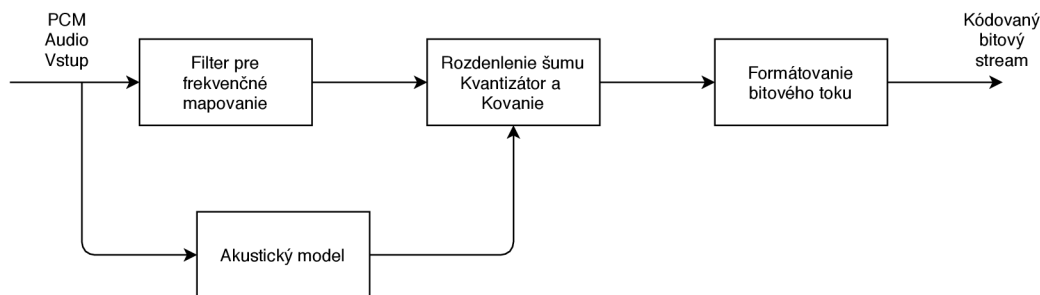 PCM
Audio
Vstup
Filter pre
frekvenčné
mapovanie
Rozdenlenie šumu
Kvantizátor a
Kovanie
Formátovanie
bitového toku
Kódovaný
bitový
stream
Akustický model